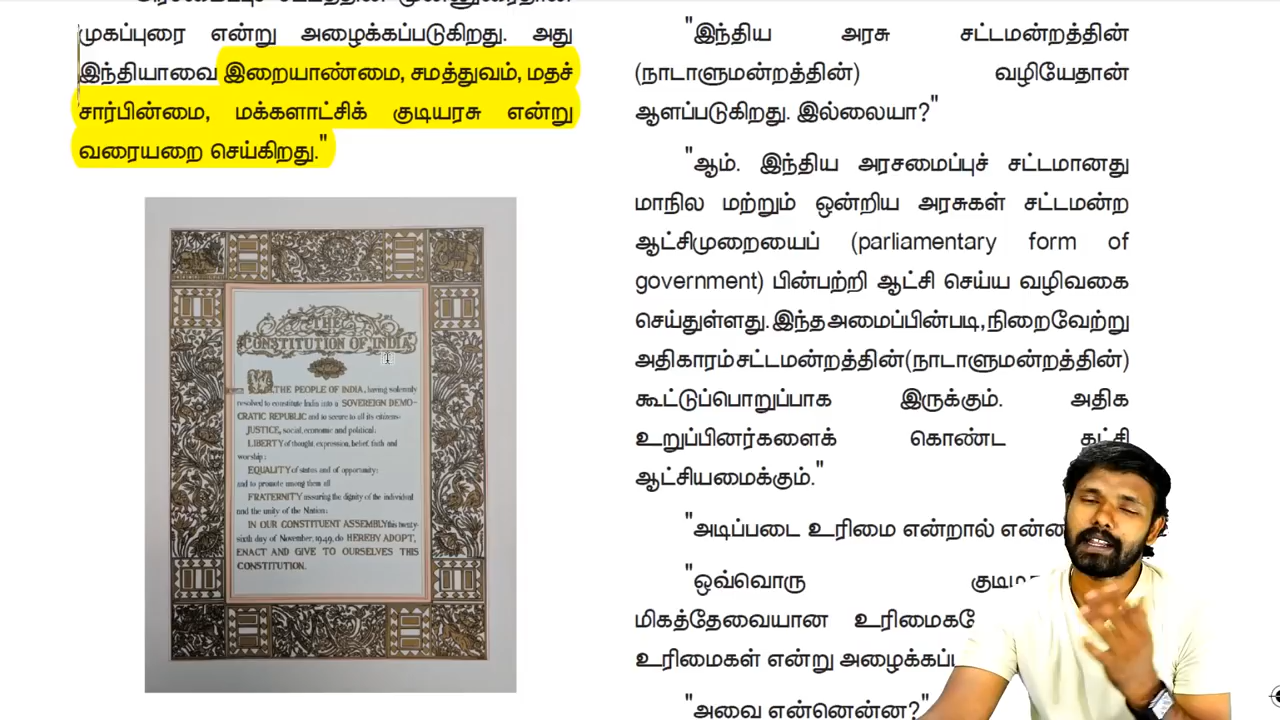 முகப்புரை என்று அழைக்கப்படுகிறது. அது
இந்தியாவை இறையாண்மை, சமத்துவம், மதச்
சார்பின்மை, மக்களாட்சிக் குடியரசு என்று
வரையறை செய்கிறது."
THE
CONSTITUTION OF INDIA
WE, THE PEOPLE OF INDIA, having solemnly
resolved to constitute India into a SOVEREIGN DEMO-
CRATIC REPUBLIC and to secure to all its citizens:
JUSTICE, social, economic and political;
LIBERTY of thought, expression, belief, faith and
worship;
EQUALITY of status and of opportunity;
and to promote among them all
FRATERNITY assuring the dignity of the individual
and the unity of the Nation;
IN OUR CONSTITUENT ASSEMBLY this twenty-
sixth day of November, 1949, do HEREBY ADOPT,
ENACT AND GIVE TO OURSELVES THIS
CONSTITUTION.
"இந்திய அரசு சட்டமன்றத்தின்
(நாடாளுமன்றத்தின்) வழியேதான்
ஆளப்படுகிறது. இல்லையா?"
"ஆம். இந்திய அரசமைப்புச் சட்டமானது
மாநில மற்றும் ஒன்றிய அரசுகள் சட்டமன்ற
ஆட்சிமுறையைப் (parliamentary form of
government) பின்பற்றி ஆட்சி செய்ய வழிவகை
செய்துள்ளது. இந்த அமைப்பின்படி, நிறைவேற்று
அதிகாரம் சட்டமன்றத்தின் (நாடாளுமன்றத்தின்)
கூட்டுப்பொறுப்பாக இருக்கும். அதிக
உறுப்பினர்களைக் கொண்ட கட்சி
ஆட்சியமைக்கும்."
"அடிப்படை உரிமை என்றால்
"ஒவ்வொரு
மிகத்தேவையான
உரிமைகள் என்று
"அவை என்னென்ன?"